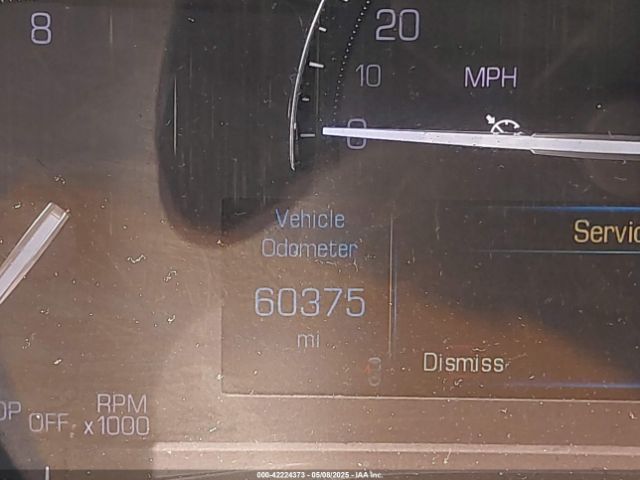 8
20
10
MPH
0
Vehicle
Odometer
Servic
60375
mi
Dismiss
OP
OFF
RPM
x1000
000-42224373 - 05/08/2025 - IAA Inc.